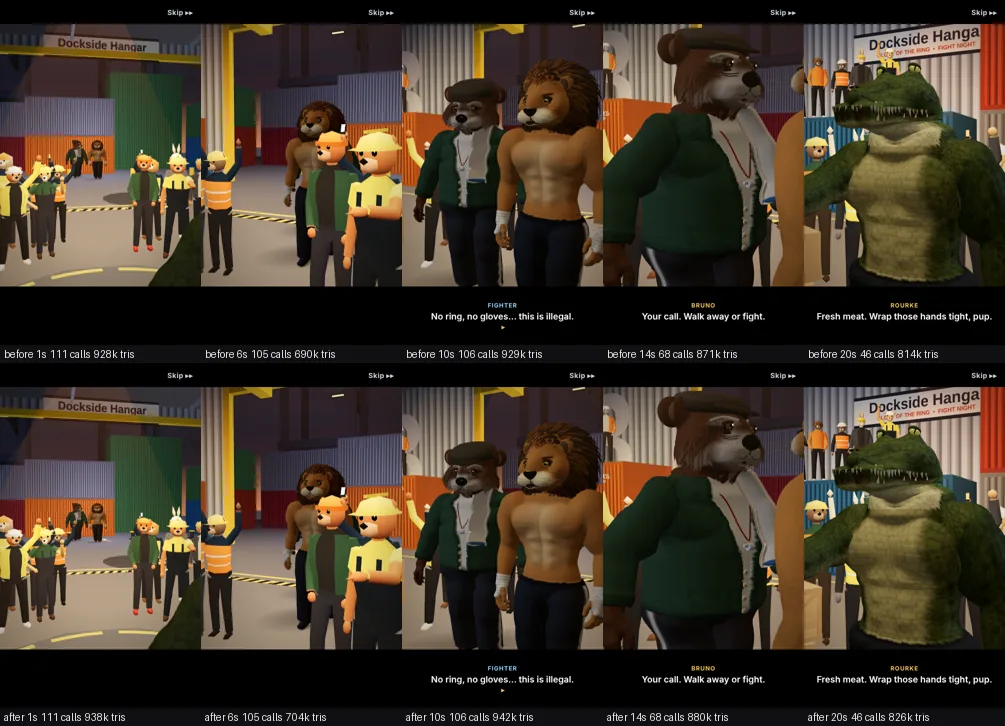 Skip ▸▸
Skip ▸▸
Skip ▸▸
Skip ▸▸
Skip ▸▸
Dockside Hangar
Dockside Hanga
OF THE RING • FIGHT NIGHT
FIGHTER
No ring, no gloves... this is illegal.
▸
BRUNO
Your call. Walk away or fight.
ROURKE
Fresh meat. Wrap those hands tight, pup.
before 1s 111 calls 928k tris
before 6s 105 calls 690k tris
before 10s 106 calls 929k tris
before 14s 68 calls 871k tris
before 20s 46 calls 814k tris
Skip ▸▸
Skip ▸▸
Skip ▸▸
Skip ▸▸
Skip ▸▸
Dockside Hangar
Dockside Hanga
OF THE RING • FIGHT NIGHT
FIGHTER
No ring, no gloves... this is illegal.
▸
BRUNO
Your call. Walk away or fight.
ROURKE
Fresh meat. Wrap those hands tight, pup.
after 1s 111 calls 938k tris
after 6s 105 calls 704k tris
after 10s 106 calls 942k tris
after 14s 68 calls 880k tris
after 20s 46 calls 826k tris